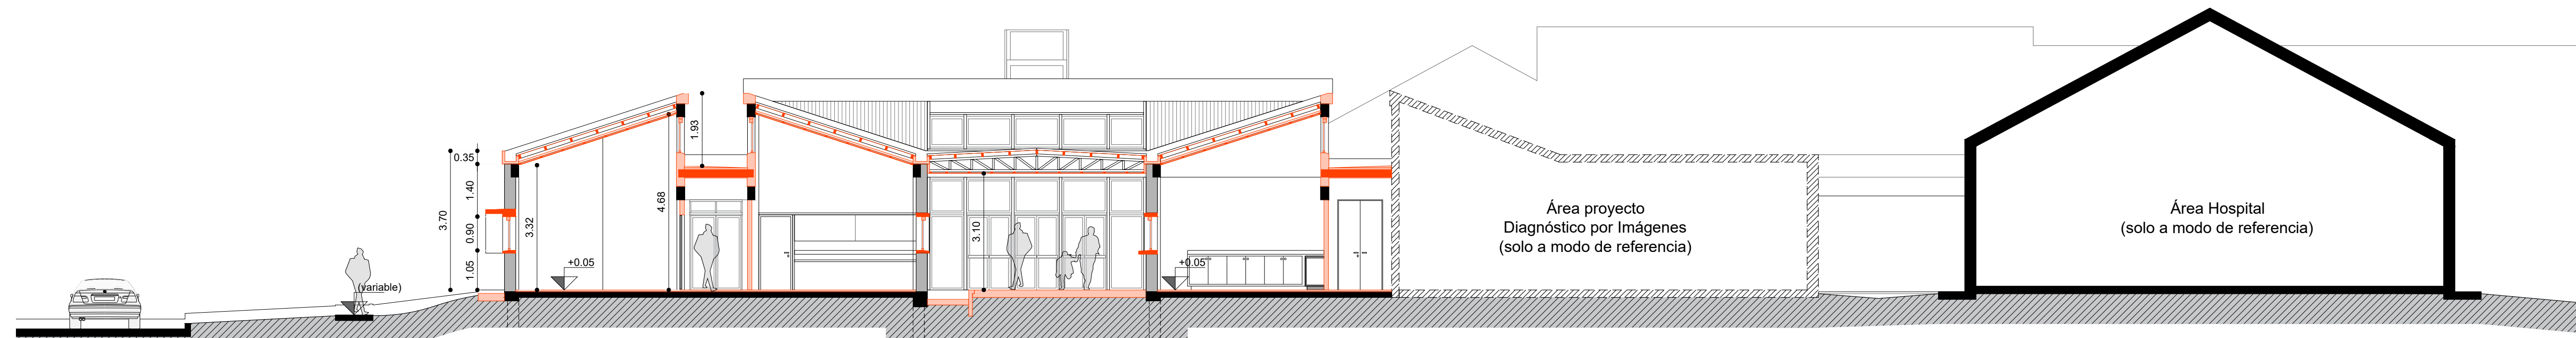 1.93
0.35
1.40
3.70
0.90
1.05
3.32
4.68
3.10
+0.05
+0.05
(variable)
Área proyecto
Diagnóstico por Imágenes
(solo a modo de referencia)
Área Hospital
(solo a modo de referencia)